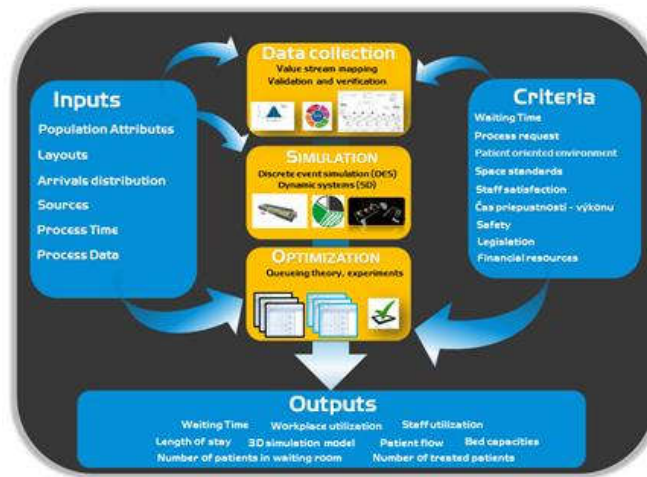 Data collection
Value stream mapping
Validation and verification
Inputs
Population Attributes
Layouts
Arrivals distribution
Sources
Process Time
Process Data
SIMULATION
Discrete event simulation (DES)
Dynamic systems (SD)
OPTIMIZATION
Queueing theory, experiments
Criteria
Waiting Time
Process request
Patient oriented environment
Space standards
Staff satisfaction
Čas priepustnosti - výkonu
Safety
Legislation
Financial resources
Outputs
Waiting Time Workplace utilization Staff utilization
Length of stay 3D simulation model Patient flow Bed capacities
Number of patients in waiting room Number of treated patients